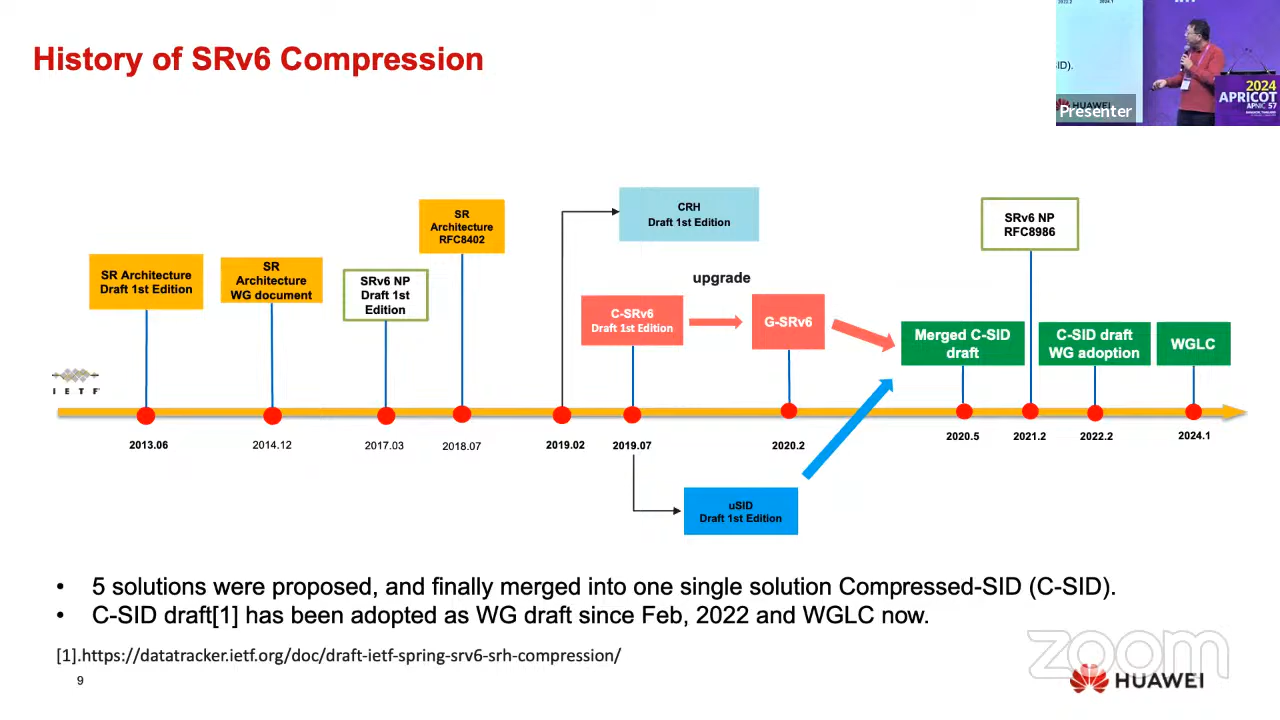 History of SRv6 Compression
ID).
HUAWEI
Presenter
2024
APRICOT
APNIC 57
CRH
Draft 1st Edition
SR
Architecture
RFC8402
SRv6 NP
RFC8986
SR Architecture
Draft 1st Edition
SR
Architecture
WG document
SRv6 NP
Draft 1st
Edition
upgrade
C-SRv6
Draft 1st Edition
G-SRv6
Merged C-SID
draft
C-SID draft
WG adoption
WGLC
I E T F
2013.06
2014.12
2017.03
2018.07
2019.02
2019.07
2020.2
2020.5
2021.2
2022.2
2024.1
uSID
Draft 1st Edition
• 5 solutions were proposed, and finally merged into one single solution Compressed-SID (C-SID).
• C-SID draft[1] has been adopted as WG draft since Feb, 2022 and WGLC now.
[1].https://datatracker.ietf.org/doc/draft-ietf-spring-srv6-srh-compression/
9
zoom
HUAWEI